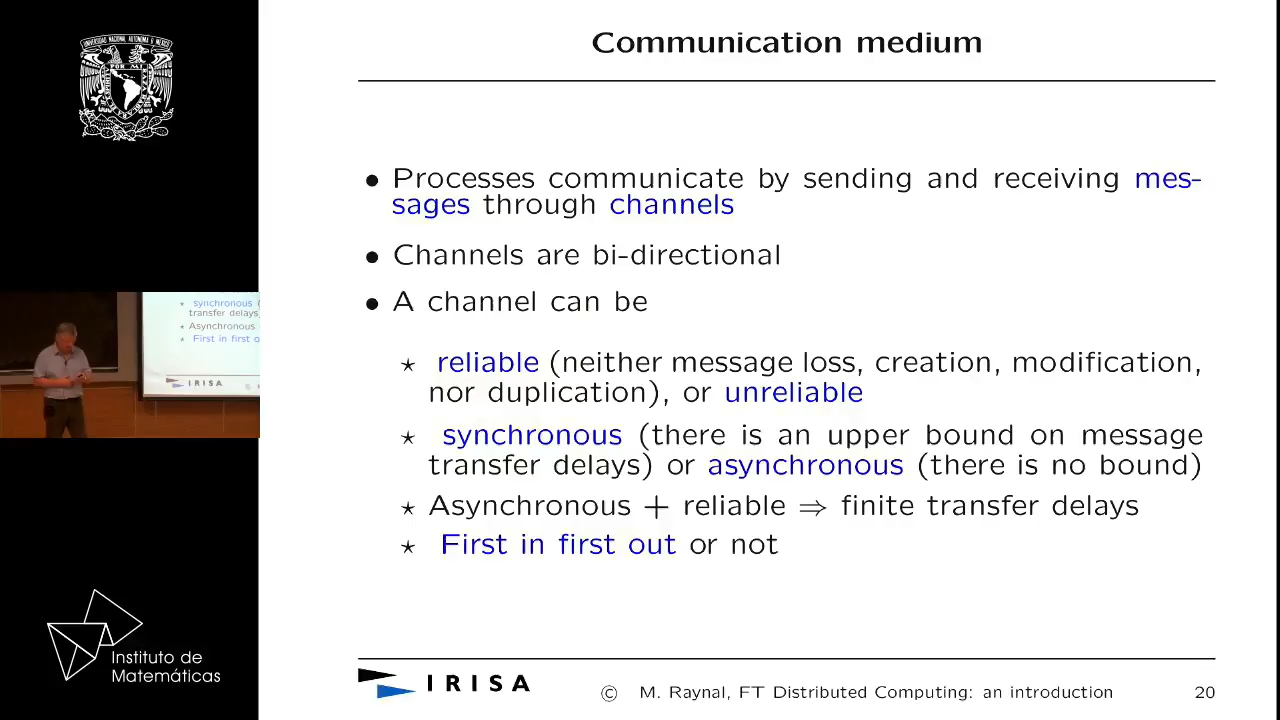 Communication medium
• Processes communicate by sending and receiving mes-
sages through channels
• Channels are bi-directional
• A channel can be
⋆ reliable (neither message loss, creation, modification,
nor duplication), or unreliable
⋆ synchronous (there is an upper bound on message
transfer delays) or asynchronous (there is no bound)
⋆ Asynchronous + reliable ⇒ finite transfer delays
⋆ First in first out or not
IRISA
© M. Raynal, FT Distributed Computing: an introduction 20
POR MI
⋆ synchronous (
transfer delays
⋆ Asynchronous
⋆ First in first o
IRISA
Instituto de
Matemáticas